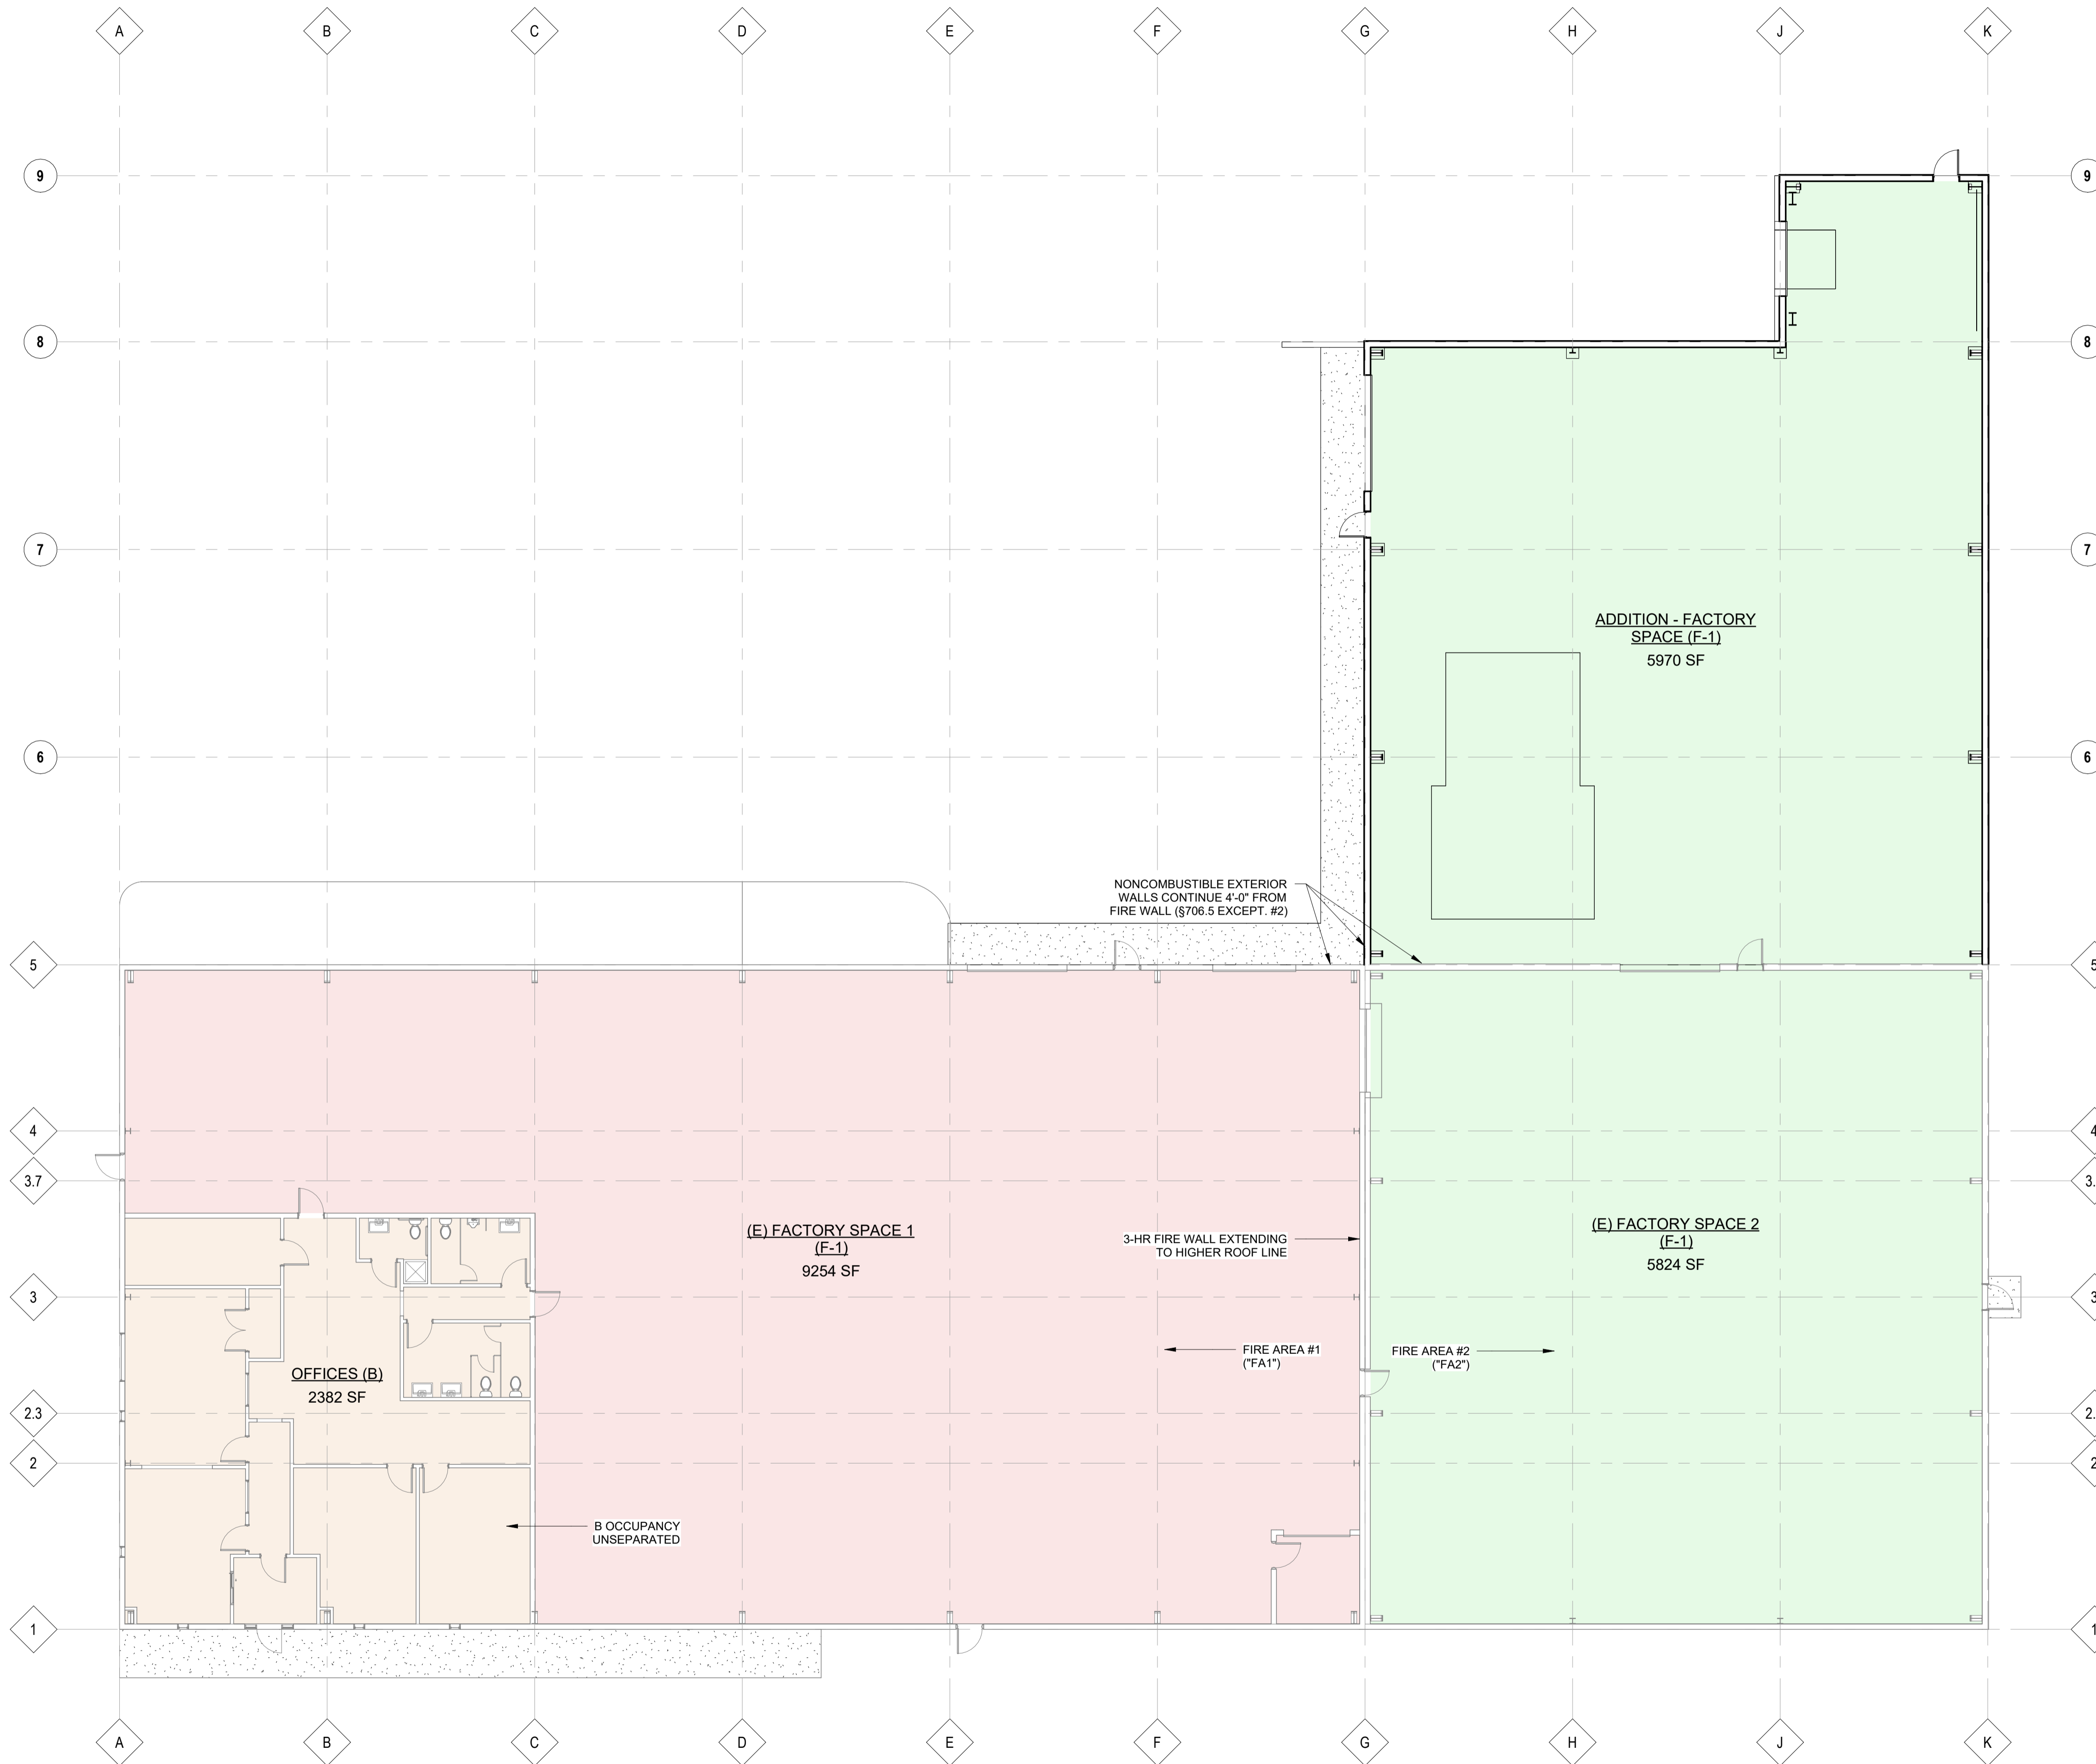 A B C D E F G H J K
9 9
8 8
7 7
ADDITION - FACTORY
SPACE (F-1)
5970 SF
6 6
NONCOMBUSTIBLE EXTERIOR
WALLS CONTINUE 4'-0" FROM
FIRE WALL (§706.5 EXCEPT. #2)
5 5
4 4
3.7 3.
(E) FACTORY SPACE 1
(F-1)
9254 SF
3-HR FIRE WALL EXTENDING
TO HIGHER ROOF LINE
(E) FACTORY SPACE 2
(F-1)
5824 SF
3 3
FIRE AREA #1
("FA1")
FIRE AREA #2
("FA2")
OFFICES (B)
2382 SF
2.3 2.
2 2
B OCCUPANCY
UNSEPARATED
1 1
A B C D E F G H J K